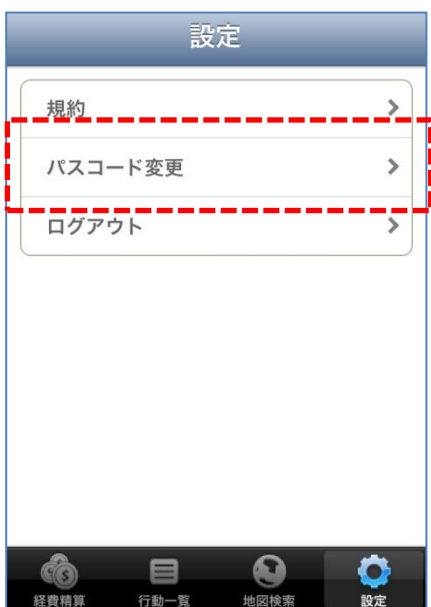 設定
規約
パスコード変更
ログアウト
経費精算 行動一覧 地図検索 設定